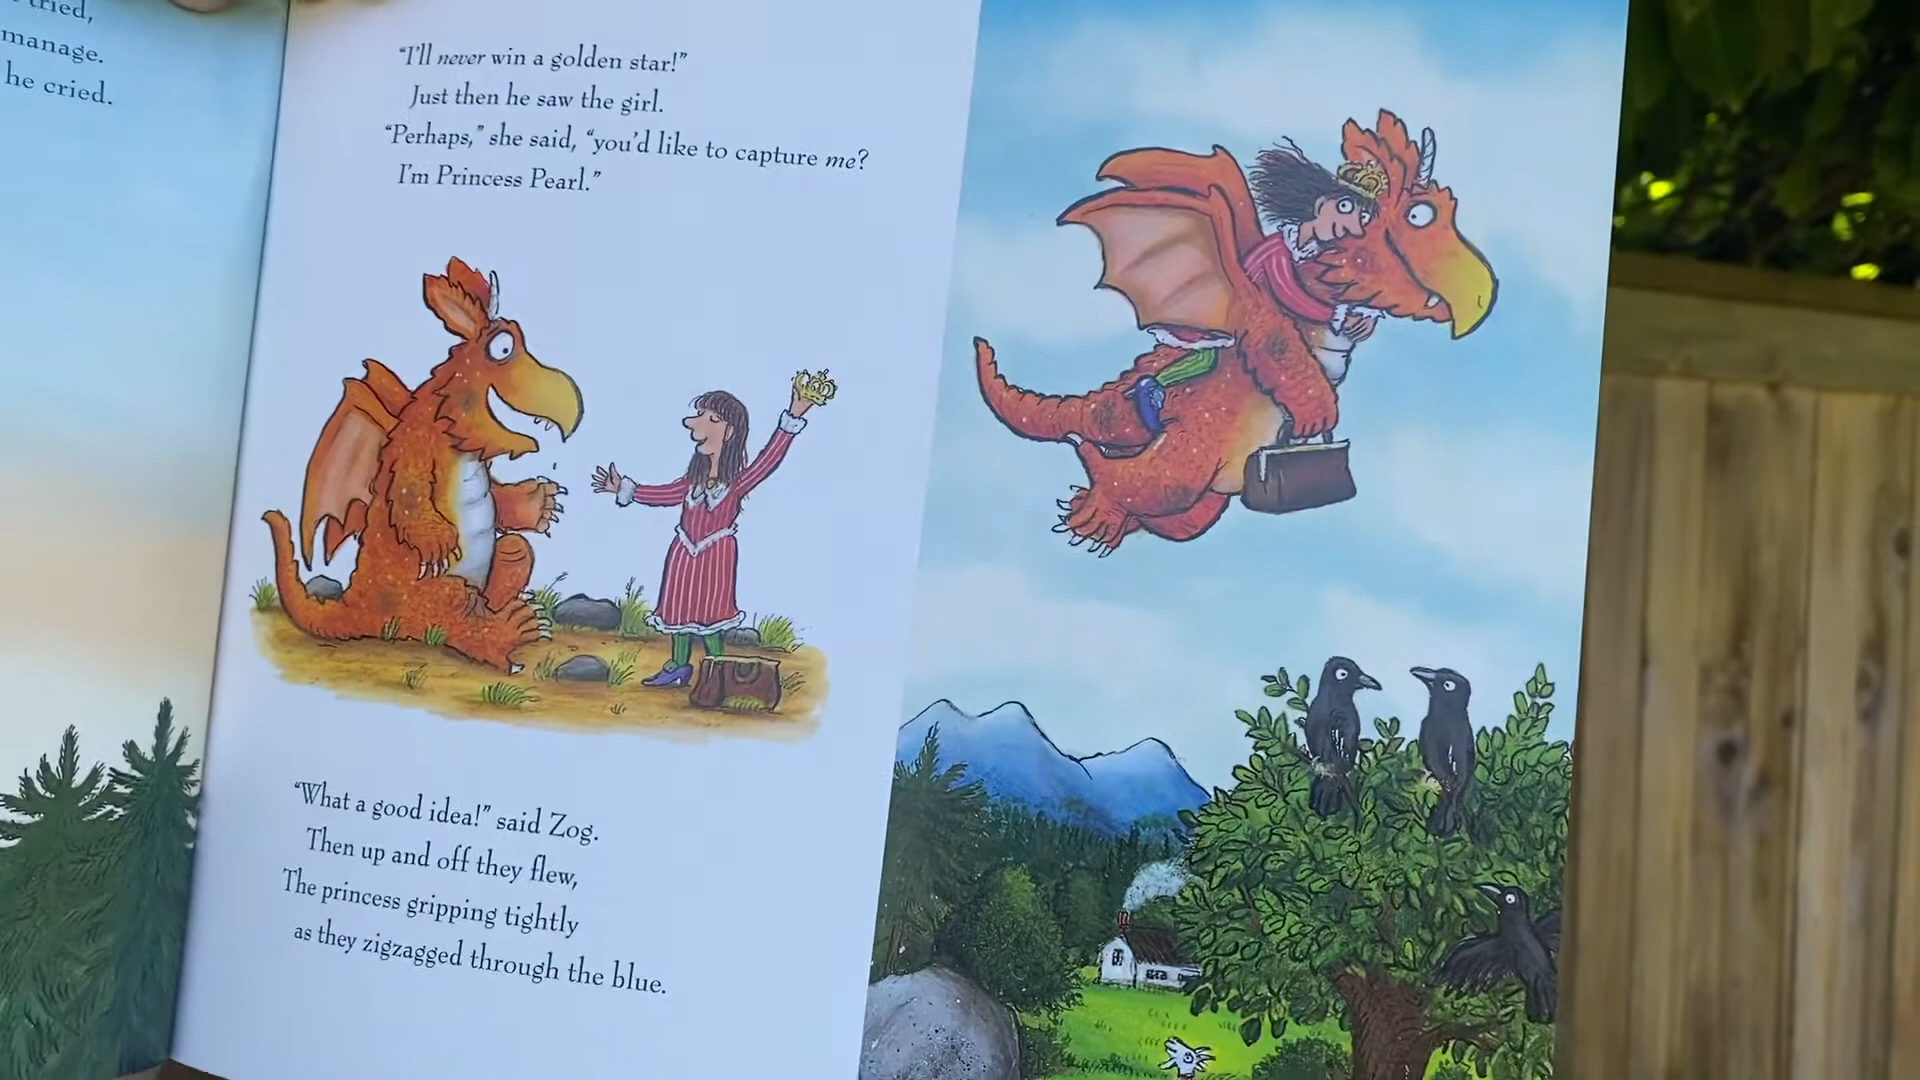 tried,
manage.
he cried.
“I’ll never win a golden star!”
Just then he saw the girl.
“Perhaps,” she said, “you’d like to capture me?
I’m Princess Pearl.”
“What a good idea!” said Zog.
Then up and off they flew,
The princess gripping tightly
as they zigzagged through the blue.